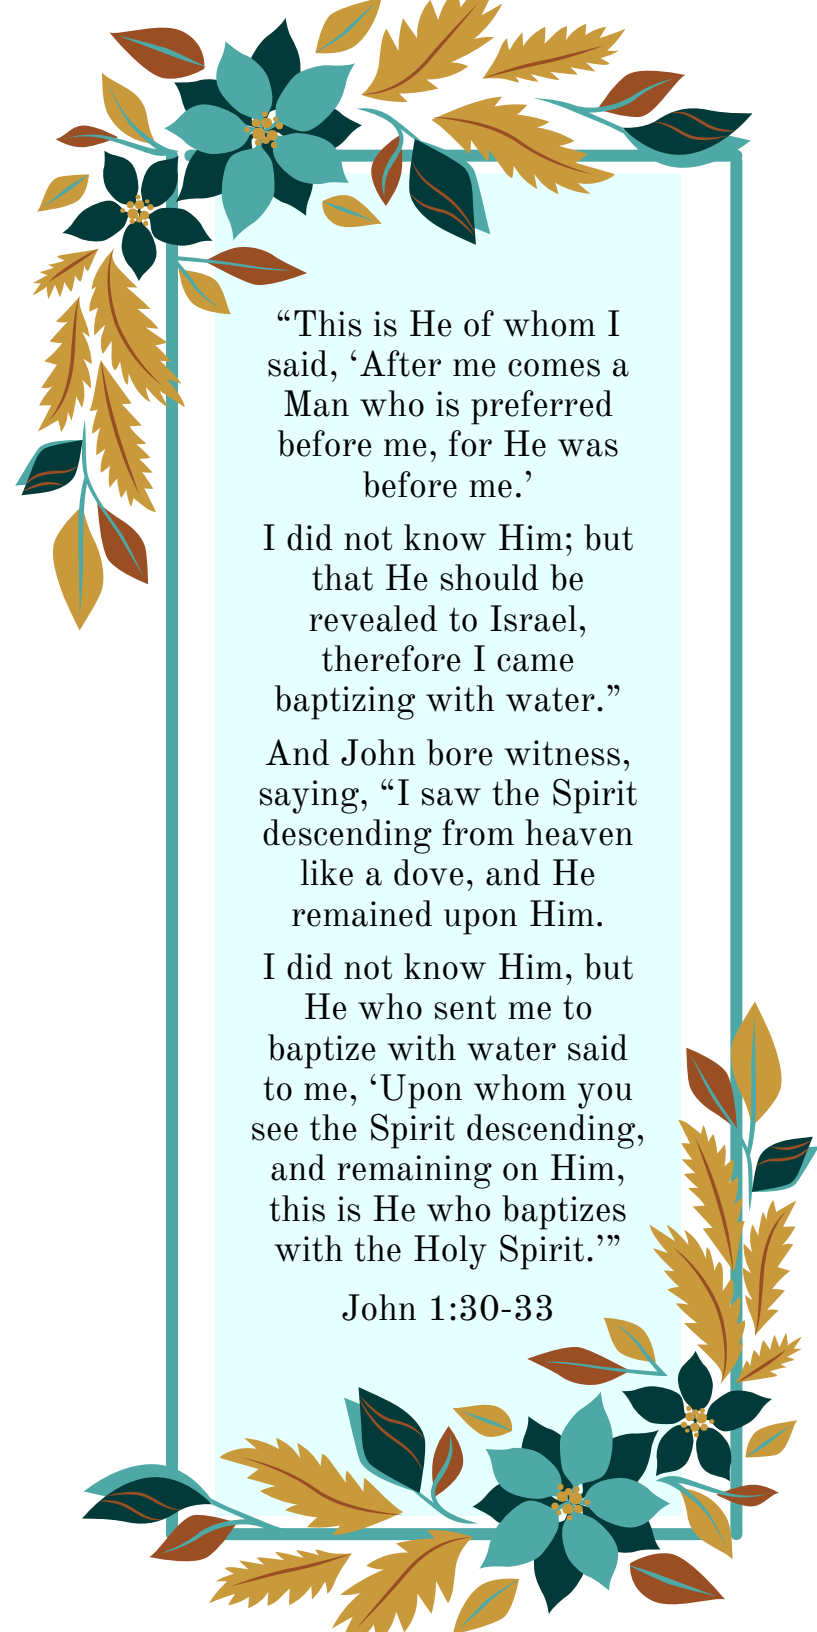 “This is He of whom I
said, ‘After me comes a
Man who is preferred
before me, for He was
before me.’
I did not know Him; but
that He should be
revealed to Israel,
therefore I came
baptizing with water.”
And John bore witness,
saying, “I saw the Spirit
descending from heaven
like a dove, and He
remained upon Him.
I did not know Him, but
He who sent me to
baptize with water said
to me, ‘Upon whom you
see the Spirit descending,
and remaining on Him,
this is He who baptizes
with the Holy Spirit.’”
John 1:30-33